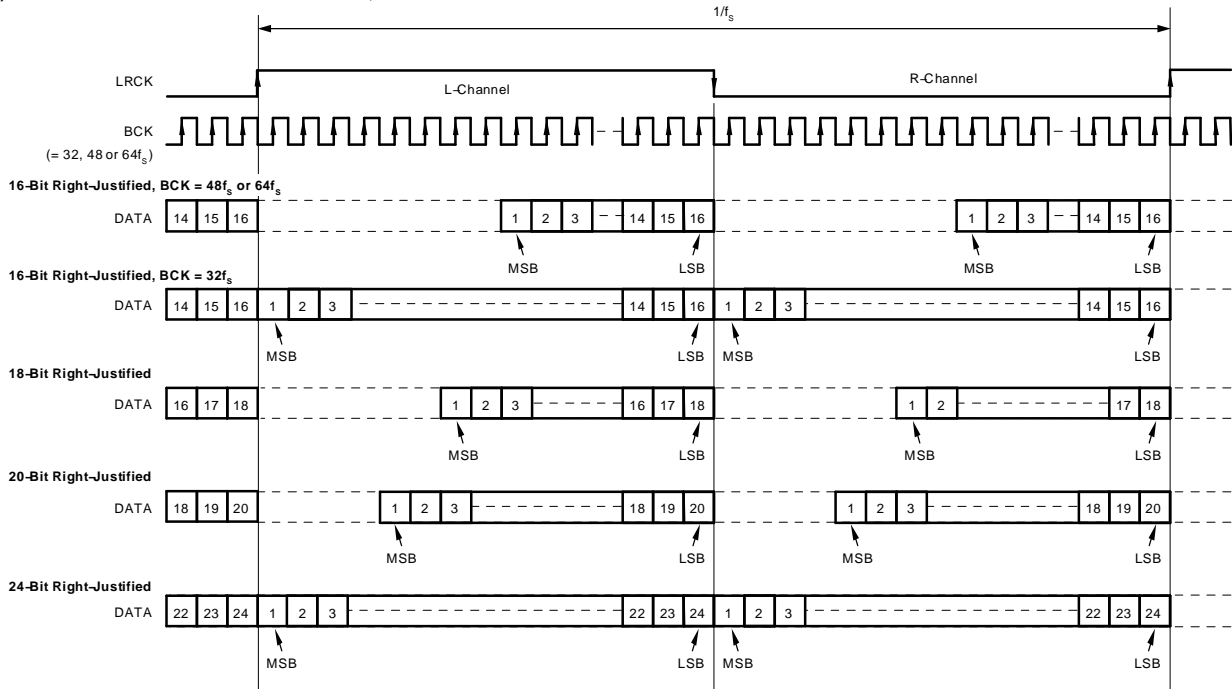 1/fS
LRCK
L-Channel
R-Channel
BCK
(= 32, 48 or 64fS)
16-Bit Right-Justified, BCK = 48fS or 64fS
DATA 14 15 16 1 2 3 14 15 16 1 2 3 14 15 16
MSB LSB MSB LSB
16-Bit Right-Justified, BCK = 32fS
DATA 14 15 16 1 2 3 14 15 16 1 2 3 14 15 16
MSB LSB MSB LSB
18-Bit Right-Justified
DATA 16 17 18 1 2 3 16 17 18 1 2 17 18
MSB LSB MSB LSB
20-Bit Right-Justified
DATA 18 19 20 1 2 3 18 19 20 1 2 3 18 19 20
MSB LSB MSB LSB
24-Bit Right-Justified
DATA 22 23 24 1 2 3 22 23 24 1 2 3 22 23 24
MSB LSB MSB LSB